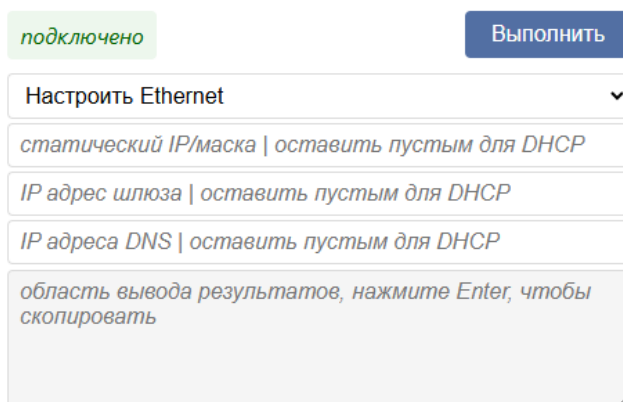 подключено
Выполнить
Настроить Ethernet
статический IP/маска | оставить пустым для DHCP
IP адрес шлюза | оставить пустым для DHCP
IP адреса DNS | оставить пустым для DHCP
область вывода результатов, нажмите Enter, чтобы
скопировать